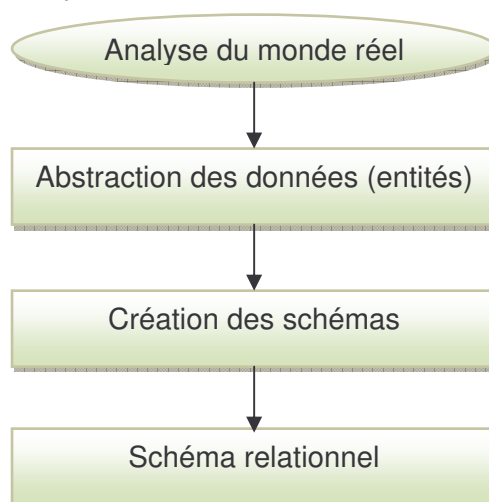 Analyse du monde réel
Abstraction des données (entités)
Création des schémas
Schéma relationnel